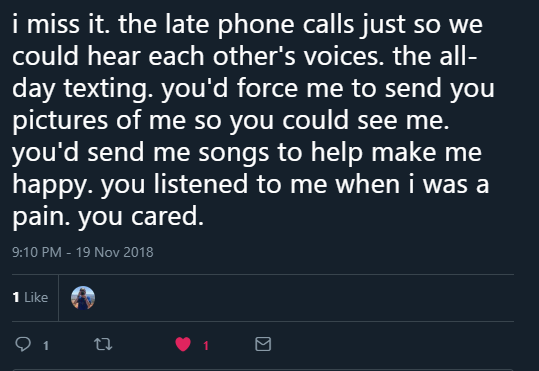 i miss it. the late phone calls just so we
could hear each other's voices. the all-
day texting. you'd force me to send you
pictures of me so you could see me.
you'd send me songs to help make me
happy. you listened to me when i was a
pain. you cared.
9:10 PM - 19 Nov 2018
1 Like
1 1